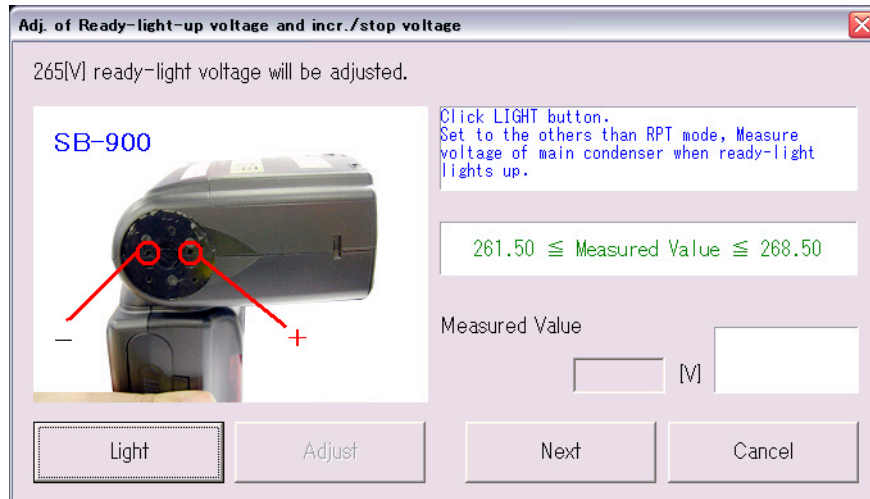 Adj. of Ready-light-up voltage and incr./stop voltage
265[V] ready-light voltage will be adjusted.
SB-900
−
+
Click LIGHT button.
Set to the others than RPT mode, Measure
voltage of main condenser when ready-light
lights up.
261.50 ≦ Measured Value ≦ 268.50
Measured Value
[V]
Light
Adjust
Next
Cancel